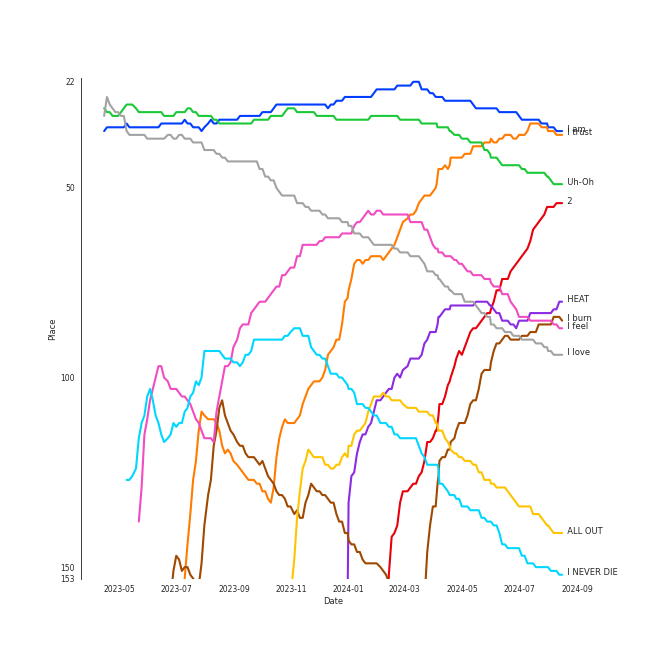 22
50
100
150
153
Place
2023-05
2023-07
2023-09
2023-11
2024-01
2024-03
2024-05
2024-07
2024-09
Date
I am
I trust
Uh-Oh
2
HEAT
I burn
I feel
I love
ALL OUT
I NEVER DIE